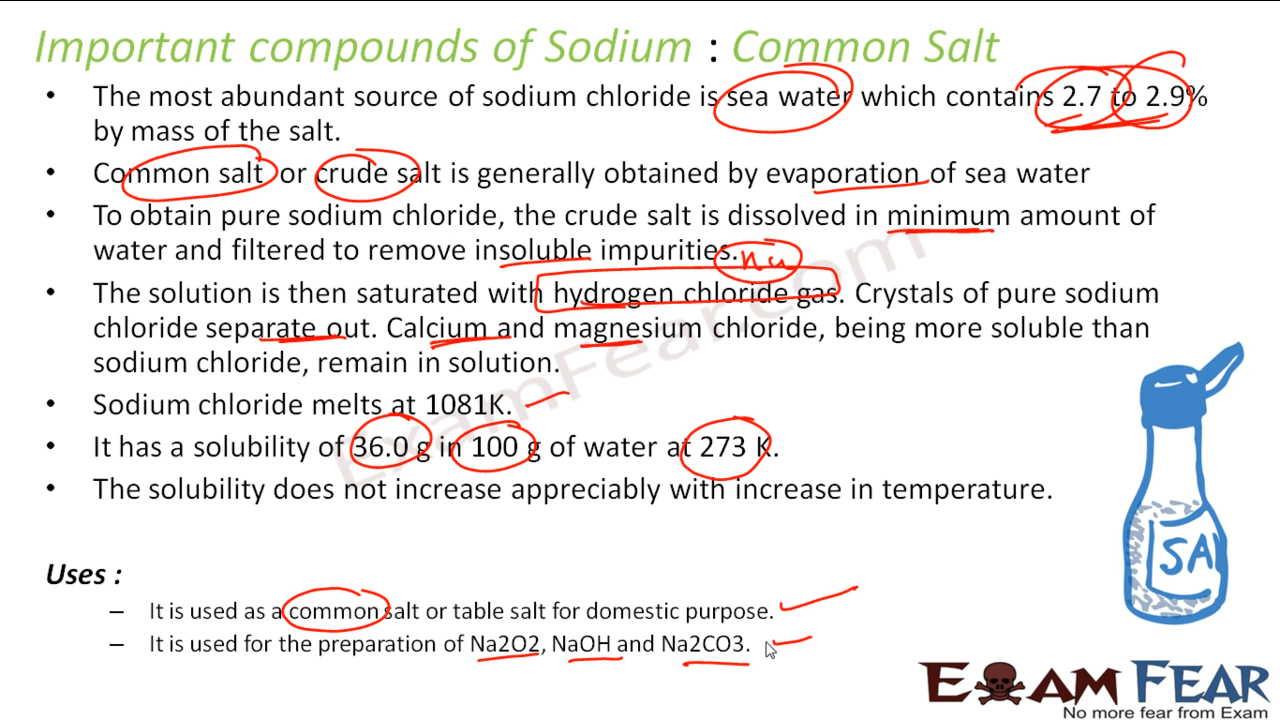 Important compounds of Sodium : Common Salt
• The most abundant source of sodium chloride is sea water which contains 2.7 to 2.9%
by mass of the salt.
• Common salt or crude salt is generally obtained by evaporation of sea water
• To obtain pure sodium chloride, the crude salt is dissolved in minimum amount of
water and filtered to remove insoluble impurities.
• The solution is then saturated with hydrogen chloride gas. Crystals of pure sodium
chloride separate out. Calcium and magnesium chloride, being more soluble than
sodium chloride, remain in solution.
• Sodium chloride melts at 1081K.
• It has a solubility of 36.0 g in 100 g of water at 273 K.
• The solubility does not increase appreciably with increase in temperature.
Uses :
– It is used as a common salt or table salt for domestic purpose.
– It is used for the preparation of Na2O2, NaOH and Na2CO3.
SA
ExamFear.com
EXAM FEAR
No more fear from Exam